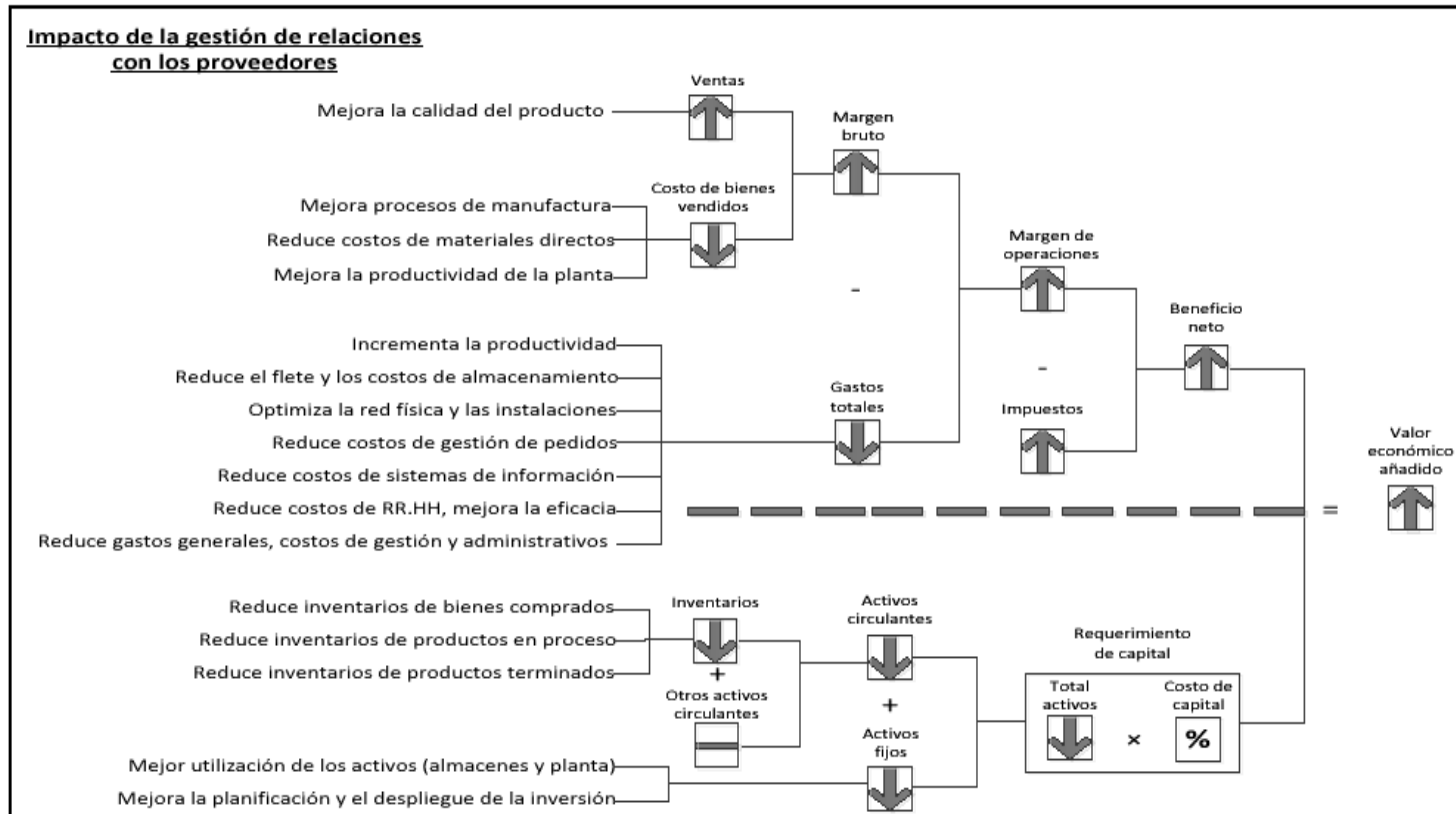 Impacto de la gestión de relaciones
con los proveedores
Ventas
Mejora la calidad del producto
Margen
bruto
Costo de bienes
vendidos
Mejora procesos de manufactura
Reduce costos de materiales directos
Mejora la productividad de la planta
Margen de
operaciones
-
Beneficio
neto
Incrementa la productividad
Reduce el flete y los costos de almacenamiento
Optimiza la red física y las instalaciones
Reduce costos de gestión de pedidos
Reduce costos de sistemas de información
Reduce costos de RR.HH, mejora la eficacia
Reduce gastos generales, costos de gestión y administrativos
Gastos
totales
-
Impuestos
=
Valor
económico
añadido
Reduce inventarios de bienes comprados
Reduce inventarios de productos en proceso
Reduce inventarios de productos terminados
Inventarios
+
Otros activos
circulantes
Activos
circulantes
+
Activos
fijos
Requerimiento
de capital
Total
activos
×
Costo de
capital
%
Mejor utilización de los activos (almacenes y planta)
Mejora la planificación y el despliegue de la inversión